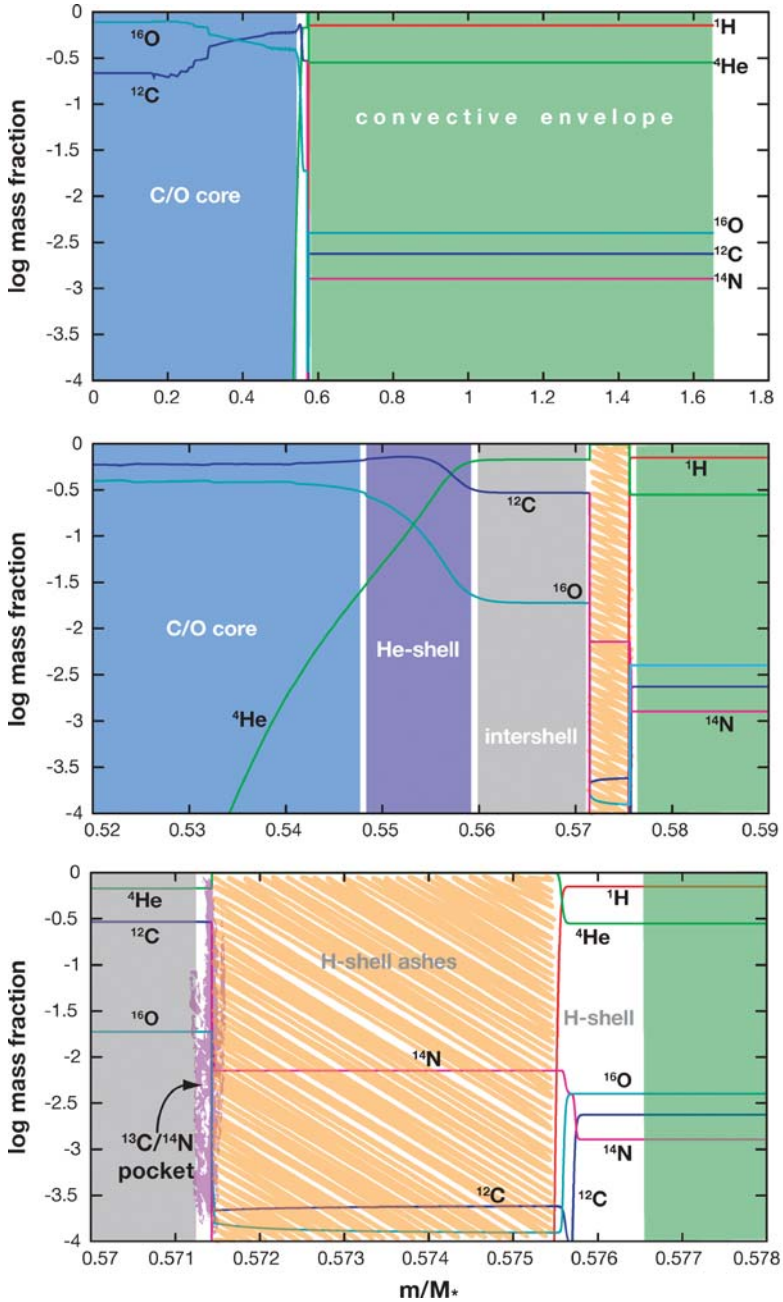 log mass fraction
0
-0.5
-1
-1.5
-2
-2.5
-3
-3.5
-4
¹⁶O
¹²C
C/O core
convective envelope
¹H
⁴He
¹⁶O
¹²C
¹⁴N
0 0.2 0.4 0.6 0.8 1 1.2 1.4 1.6 1.8
log mass fraction
0
-0.5
-1
-1.5
-2
-2.5
-3
-3.5
-4
C/O core
⁴He
He-shell
¹²C
¹⁶O
intershell
¹H
¹⁴N
0.52 0.53 0.54 0.55 0.56 0.57 0.58 0.59
log mass fraction
0
-0.5
-1
-1.5
-2
-2.5
-3
-3.5
-4
⁴He
¹²C
¹⁶O
¹³C/¹⁴N
pocket
H-shell ashes
¹⁴N
¹²C
H-shell
¹H
⁴He
¹⁶O
¹⁴N
¹²C
0.57 0.571 0.572 0.573 0.574 0.575 0.576 0.577 0.578
m/M*